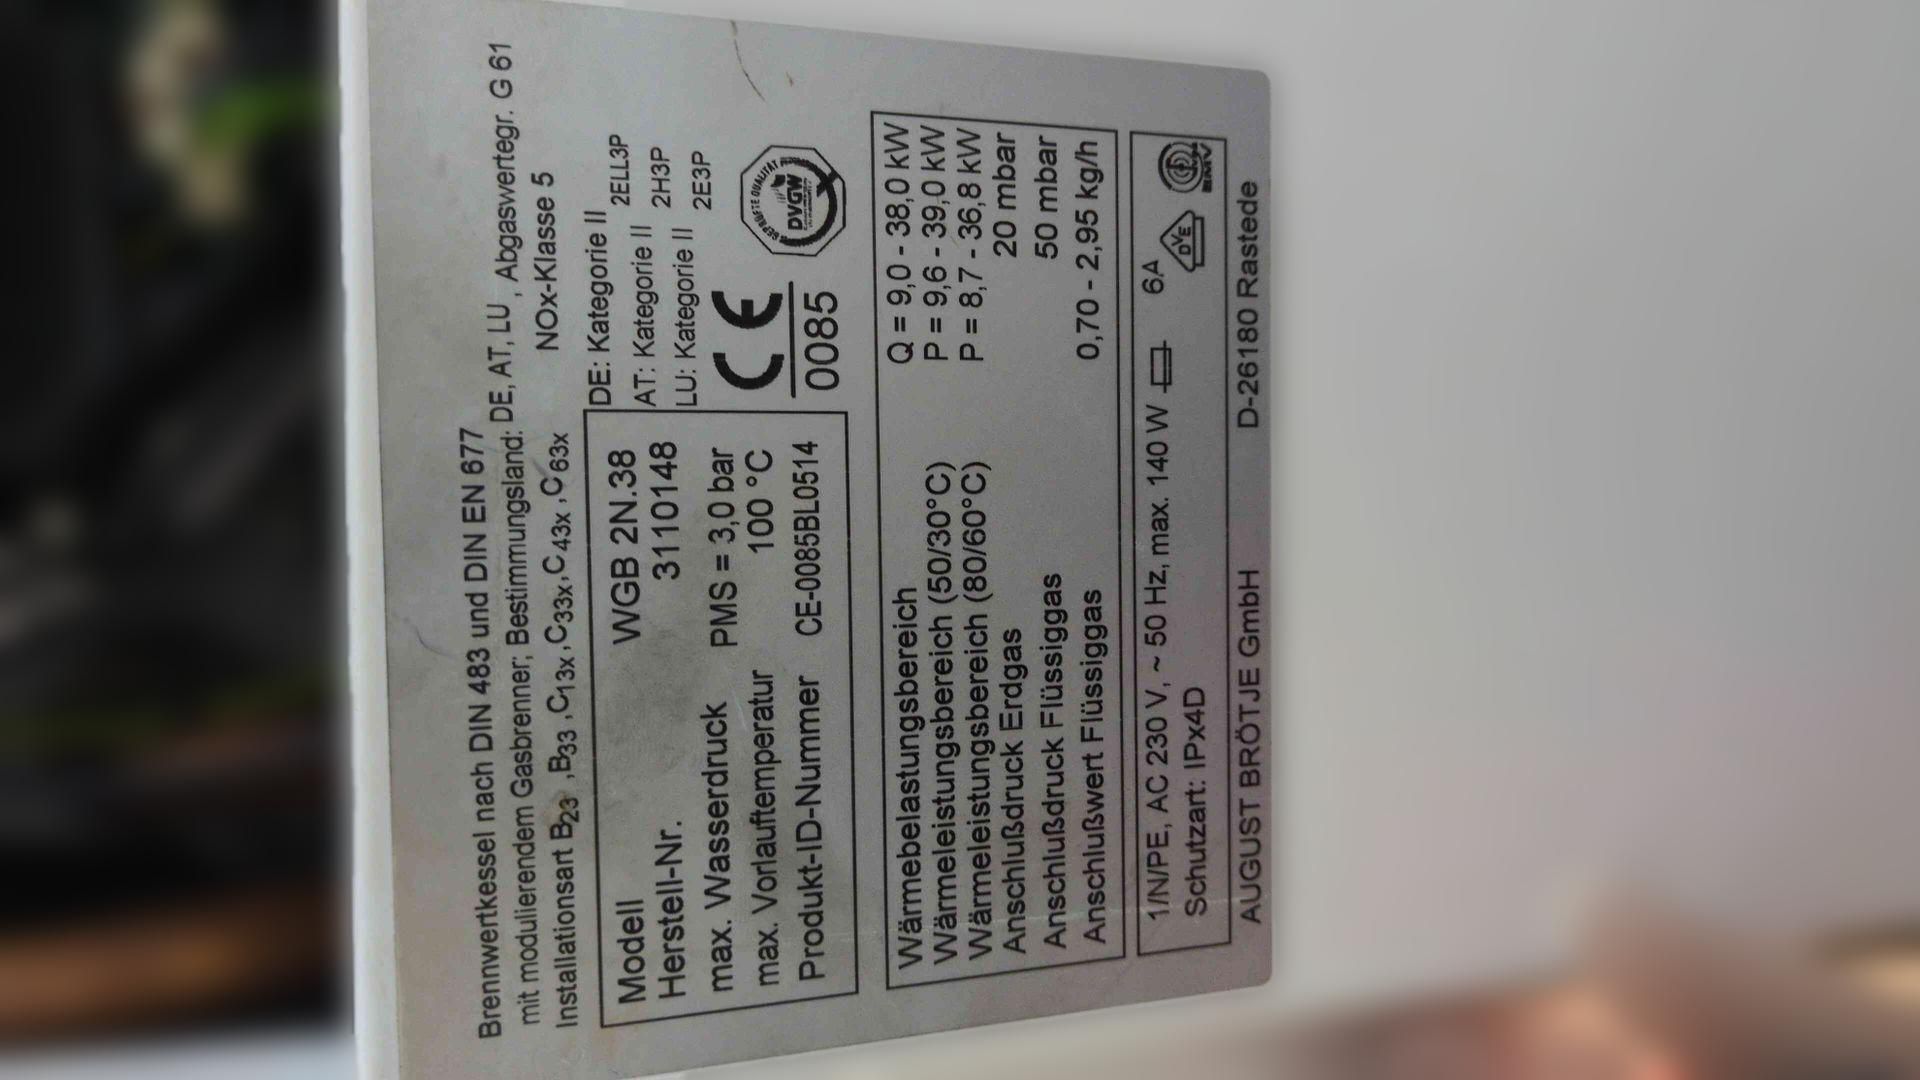 Brennwertkessel nach DIN 483 und DIN EN 677
mit modulierendem Gasbrenner; Bestimmungsland: DE, AT, LU , Abgaswertegr. G 61
Installationsart B23 ,B33 ,C13x ,C33x ,C43x ,C63x NOx-Klasse 5
DE: Kategorie II 2ELL3P
AT: Kategorie II 2H3P
LU: Kategorie II 2E3P
Modell WGB 2N.38
Herstell-Nr. 3110148
max. Wasserdruck PMS = 3,0 bar
max. Vorlauftemperatur 100 °C
Produkt-ID-Nummer CE-0085BL0514
CE
0085
GEPRÜFTE QUALITÄT
DVGW
Wärmebelastungsbereich Q = 9,0 - 38,0 kW
Wärmeleistungsbereich (50/30°C) P = 9,6 - 39,0 kW
Wärmeleistungsbereich (80/60°C) P = 8,7 - 36,8 kW
Anschlußdruck Erdgas 20 mbar
Anschlußdruck Flüssiggas 50 mbar
Anschlußwert Flüssiggas 0,70 - 2,95 kg/h
1/N/PE, AC 230 V, ~ 50 Hz, max. 140 W 6A
Schutzart: IPx4D
DVE
EMV
AUGUST BRÖTJE GmbH D-26180 Rastede